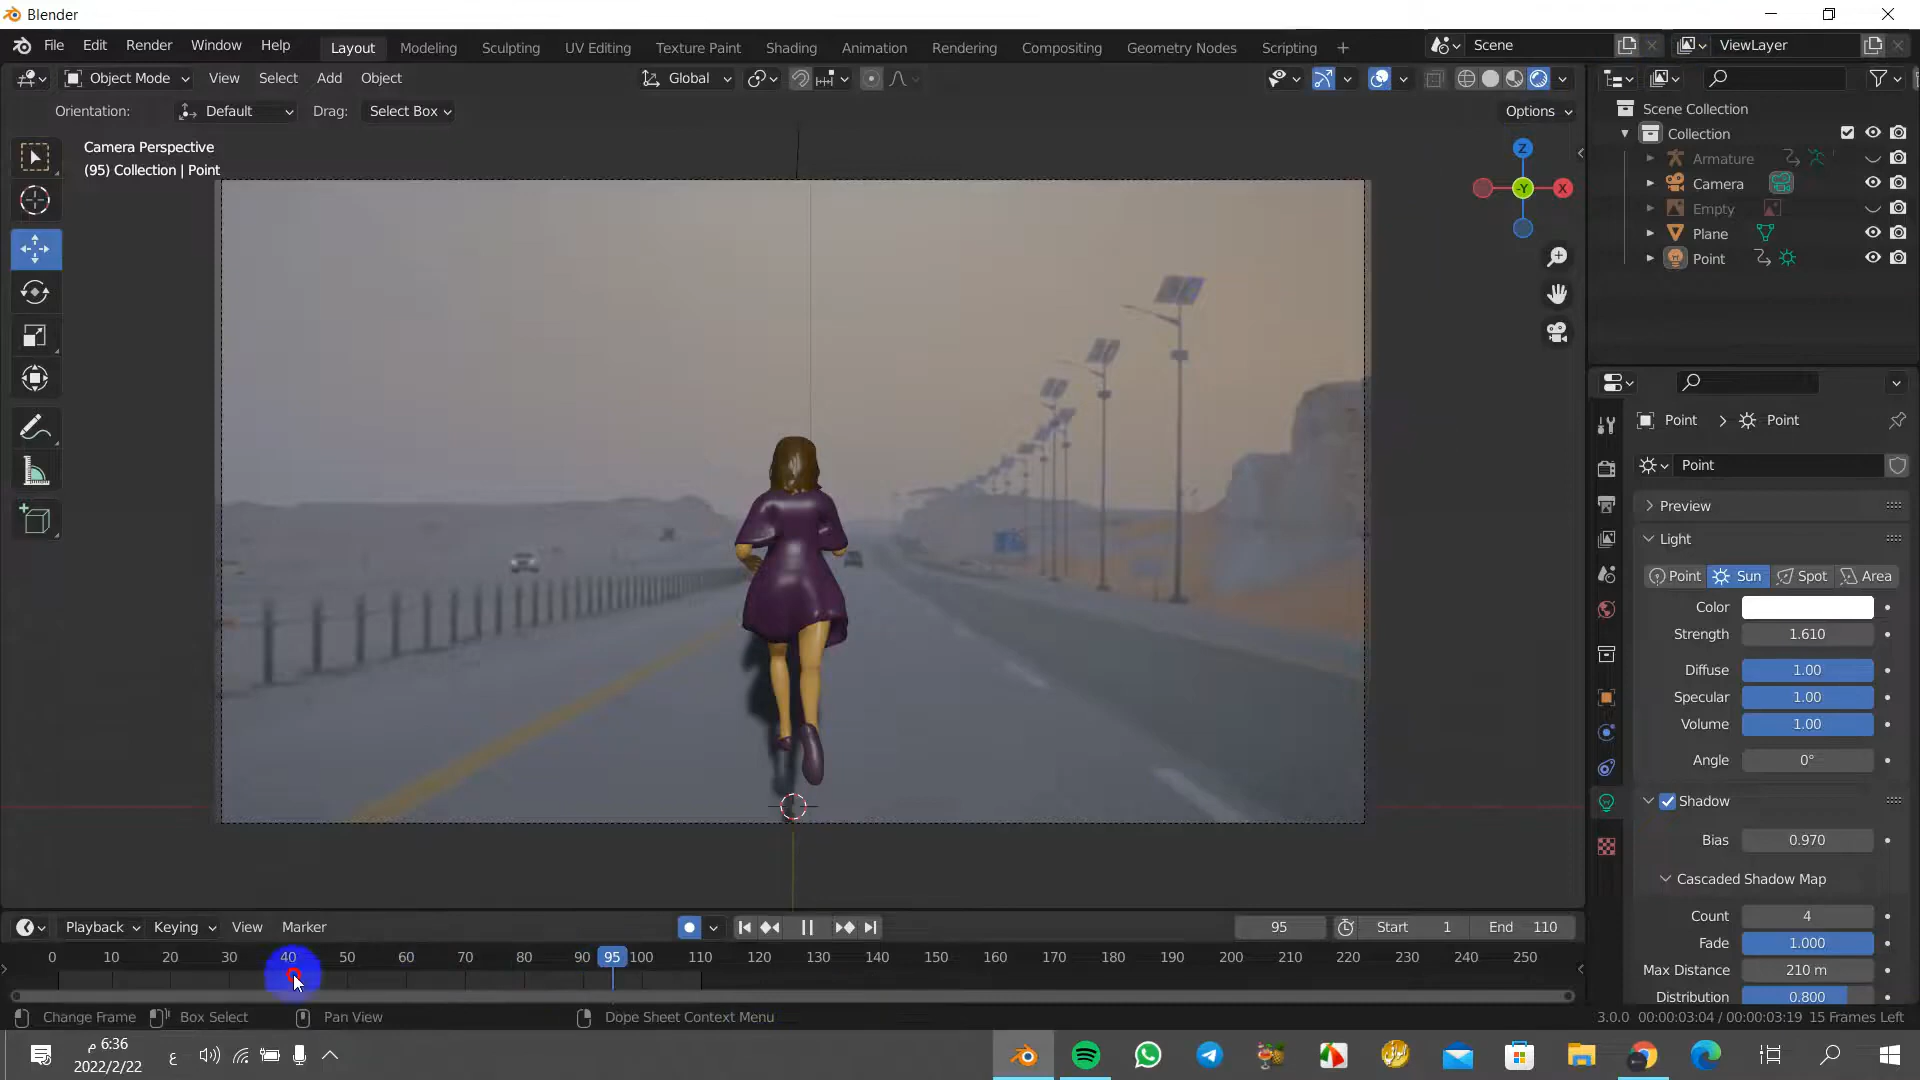 Blender
File Edit Render Window Help Layout Modeling Sculpting UV Editing Texture Paint Shading Animation Rendering Compositing Geometry Nodes Scripting + Scene ViewLayer
Object Mode View Select Add Object Global
Orientation: Default Drag: Select Box Options
Camera Perspective
(95) Collection | Point
Z
-Y X
Scene Collection
Collection
Armature
Camera
Empty
Plane
Point
Point > Point
Point
Preview
Light
Point Sun Spot Area
Color
Strength 1.610
Diffuse 1.00
Specular 1.00
Volume 1.00
Angle 0°
Shadow
Bias 0.970
Cascaded Shadow Map
Count 4
Fade 1.000
Max Distance 210 m
Distribution 0.800
Playback Keying View Marker 95 Start 1 End 110
0 10 20 30 40 50 60 70 80 90 95 100 110 120 130 140 150 160 170 180 190 200 210 220 230 240 250
Change Frame Box Select Pan View Dope Sheet Context Menu 3.0.0 00:00:03:04 / 00:00:03:19 15 Frames Left
6:36 م
2022/2/22
ع